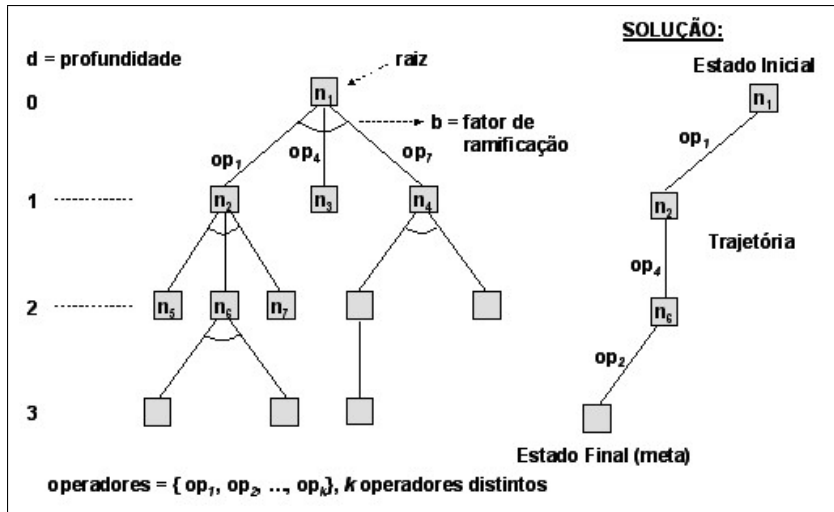 SOLUÇÃO:
d = profundidade
raiz
Estado Inicial
0
n1
n1
b = fator de
ramificação
op1
op4
op7
op1
1
n2
n3
n4
n2
Trajetória
op4
2
n5
n6
n7
n6
op2
3
Estado Final (meta)
operadores = { op1, op2, ..., opk}, k operadores distintos